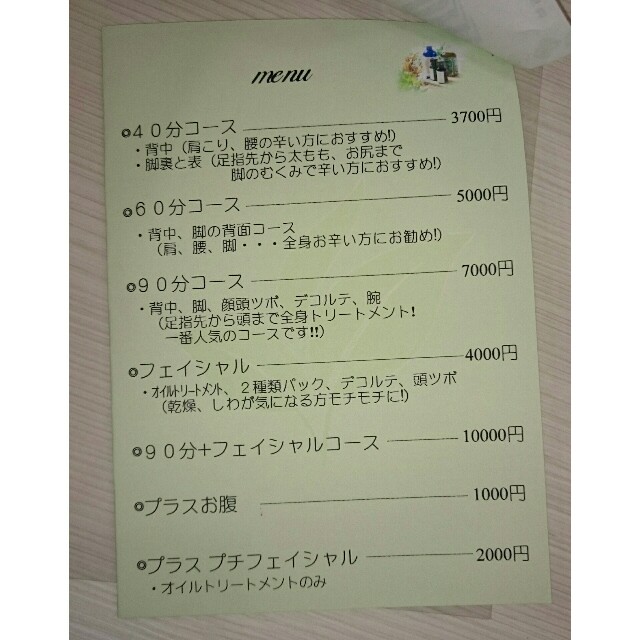 menu
◎４０分コース 3700円
・背中（肩こり、腰の辛い方におすすめ!）
・脚裏と表（足指先から太もも、お尻まで
脚のむくみで辛い方におすすめ!）
◎６０分コース 5000円
・背中、脚の背面コース
（肩、腰、脚・・・全身お辛い方にお勧め!）
◎９０分コース 7000円
・背中、脚、顔頭ツボ、デコルテ、腕
（足指先から頭まで全身トリートメント!
一番人気のコースです!!）
◎フェイシャル 4000円
・ｵｲﾙﾄﾘｰﾄﾒﾝﾄ、２種類パック、デコルテ、頭ツボ
（乾燥、しわが気になる方モチモチに!）
◎９０分+フェイシャルコース 10000円
◎プラスお腹 1000円
◎プラス プチフェイシャル 2000円
・オイルトリートメントのみ